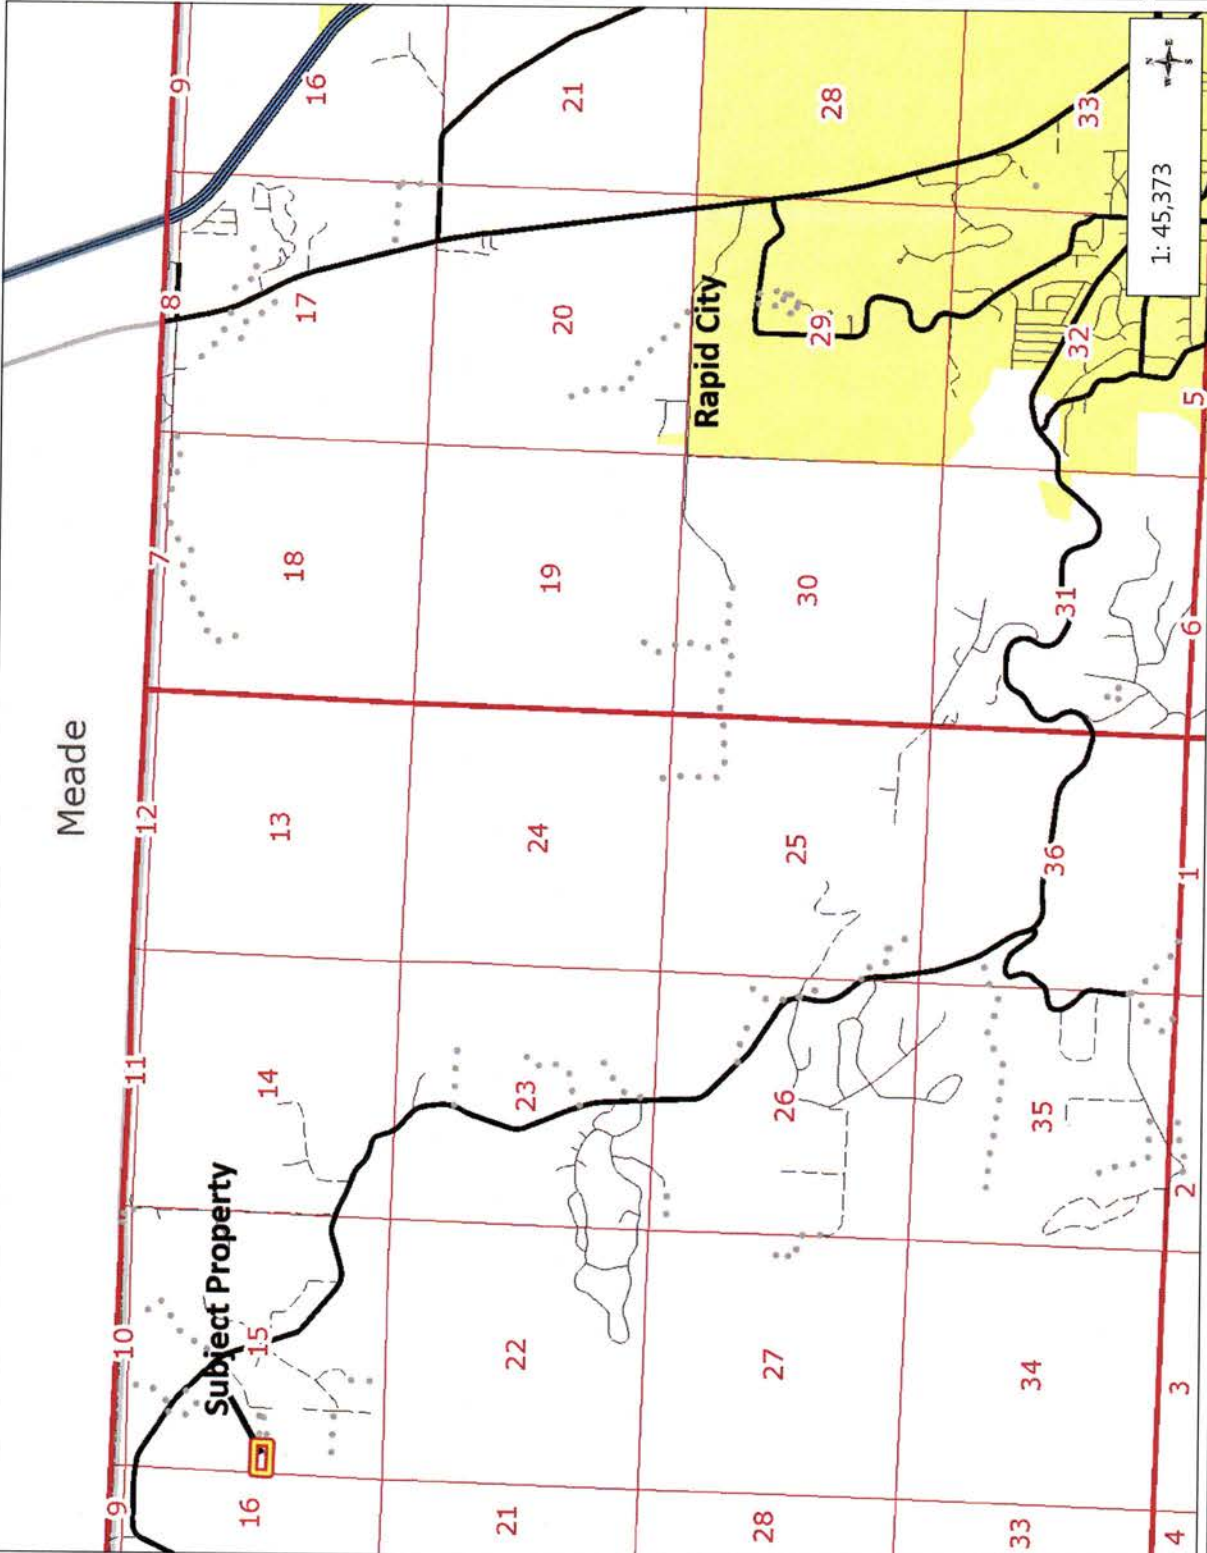 Meade
9 10 11 12 7 8 9
Subject Property
16 15 14 13 18 17 16
21 22 23 24 19 20 21
Rapid City
28 27 26 25 30 29 28
33 34 35 36 31 32 33
4 3 2 1 6 5
1: 45,373
N
W E
S